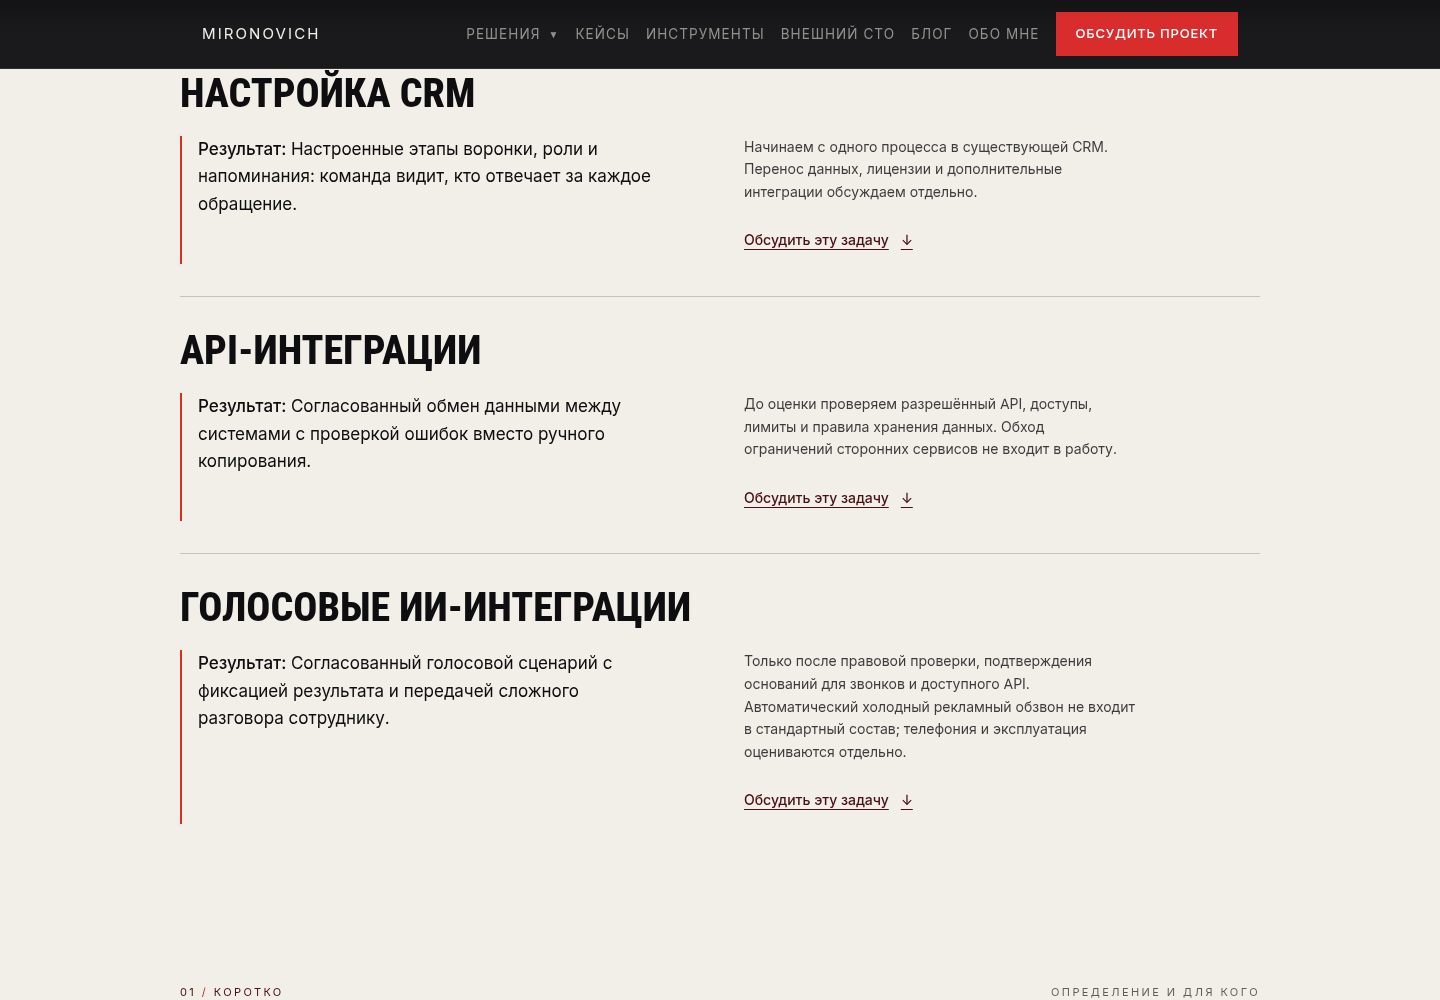 MIRONOVICH
РЕШЕНИЯ ▼ КЕЙСЫ ИНСТРУМЕНТЫ ВНЕШНИЙ СТО БЛОГ ОБО МНЕ ОБСУДИТЬ ПРОЕКТ
НАСТРОЙКА CRM
Результат: Настроенные этапы воронки, роли и
напоминания: команда видит, кто отвечает за каждое
обращение.
Начинаем с одного процесса в существующей CRM.
Перенос данных, лицензии и дополнительные
интеграции обсуждаем отдельно.
Обсудить эту задачу ↓
API-ИНТЕГРАЦИИ
Результат: Согласованный обмен данными между
системами с проверкой ошибок вместо ручного
копирования.
До оценки проверяем разрешённый API, доступы,
лимиты и правила хранения данных. Обход
ограничений сторонних сервисов не входит в работу.
Обсудить эту задачу ↓
ГОЛОСОВЫЕ ИИ-ИНТЕГРАЦИИ
Результат: Согласованный голосовой сценарий с
фиксацией результата и передачей сложного
разговора сотруднику.
Только после правовой проверки, подтверждения
оснований для звонков и доступного API.
Автоматический холодный рекламный обзвон не входит
в стандартный состав; телефония и эксплуатация
оцениваются отдельно.
Обсудить эту задачу ↓
01 / КОРОТКО
ОПРЕДЕЛЕНИЕ И ДЛЯ КОГО